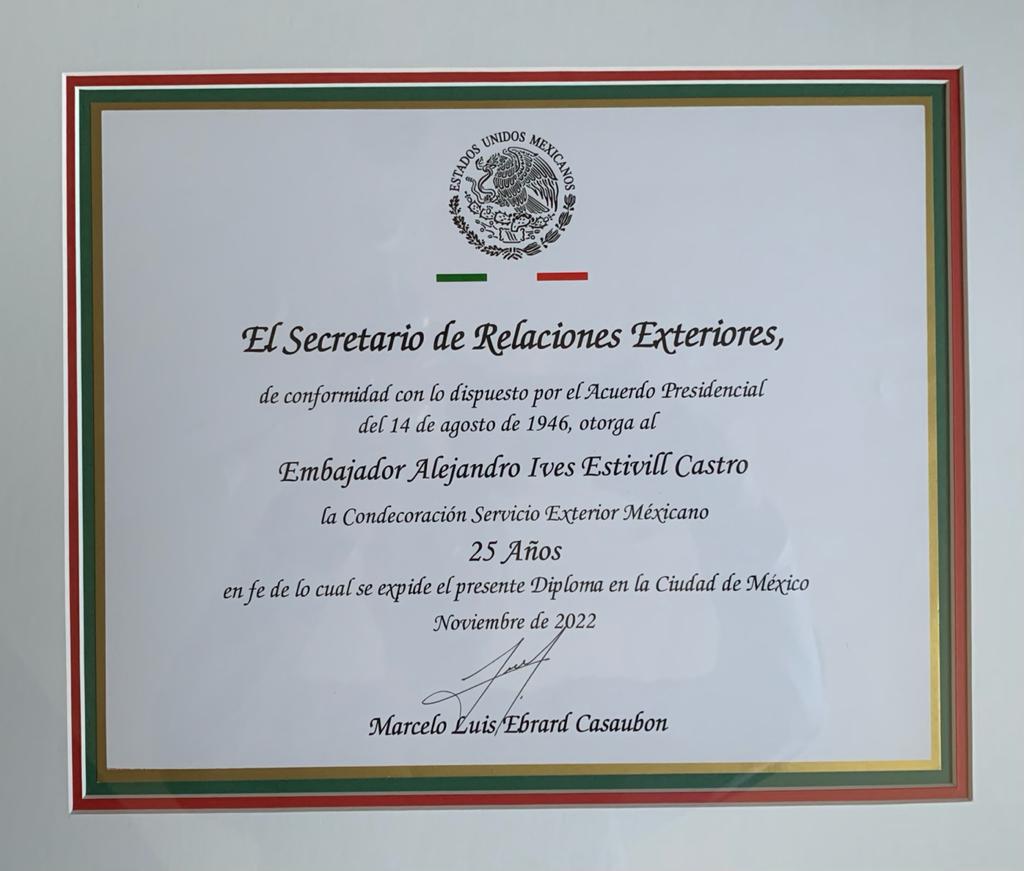 ESTADOS UNIDOS MEXICANOS
El Secretario de Relaciones Exteriores,
de conformidad con lo dispuesto por el Acuerdo Presidencial
del 14 de agosto de 1946, otorga al
Embajador Alejandro Ives Estivill Castro
la Condecoración Servicio Exterior Méxicano
25 Años
en fe de lo cual se expide el presente Diploma en la Ciudad de México
Noviembre de 2022
Marcelo Luis Ebrard Casaubon